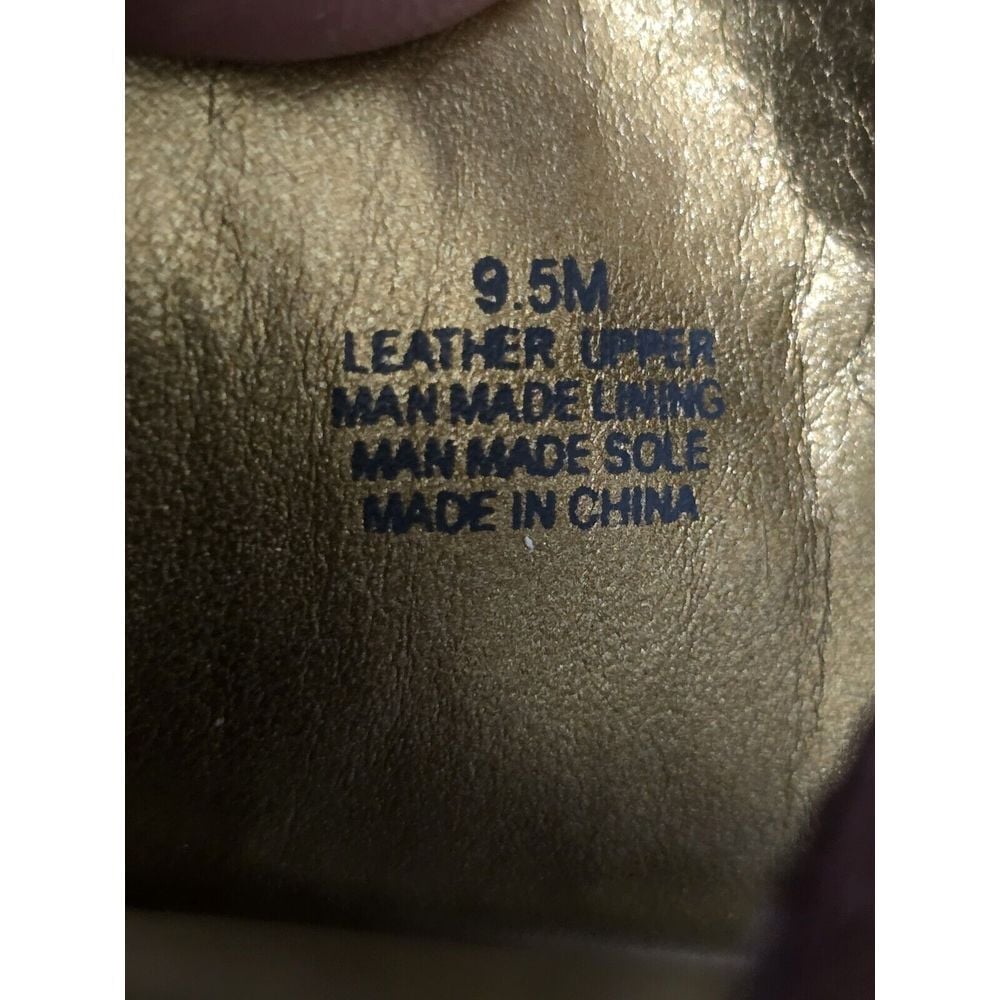 9.5M
LEATHER UPPER
MAN MADE LINING
MAN MADE SOLE
MADE IN CHINA